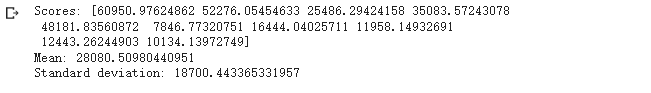 Scores: [60950.97624862 52276.05454633 25486.29424158 35083.57243078
48181.83560872 7846.77320751 16444.04025711 11958.14932691
12443.26244903 10134.13972749]
Mean: 28080.50980440951
Standard deviation: 18700.443365331957